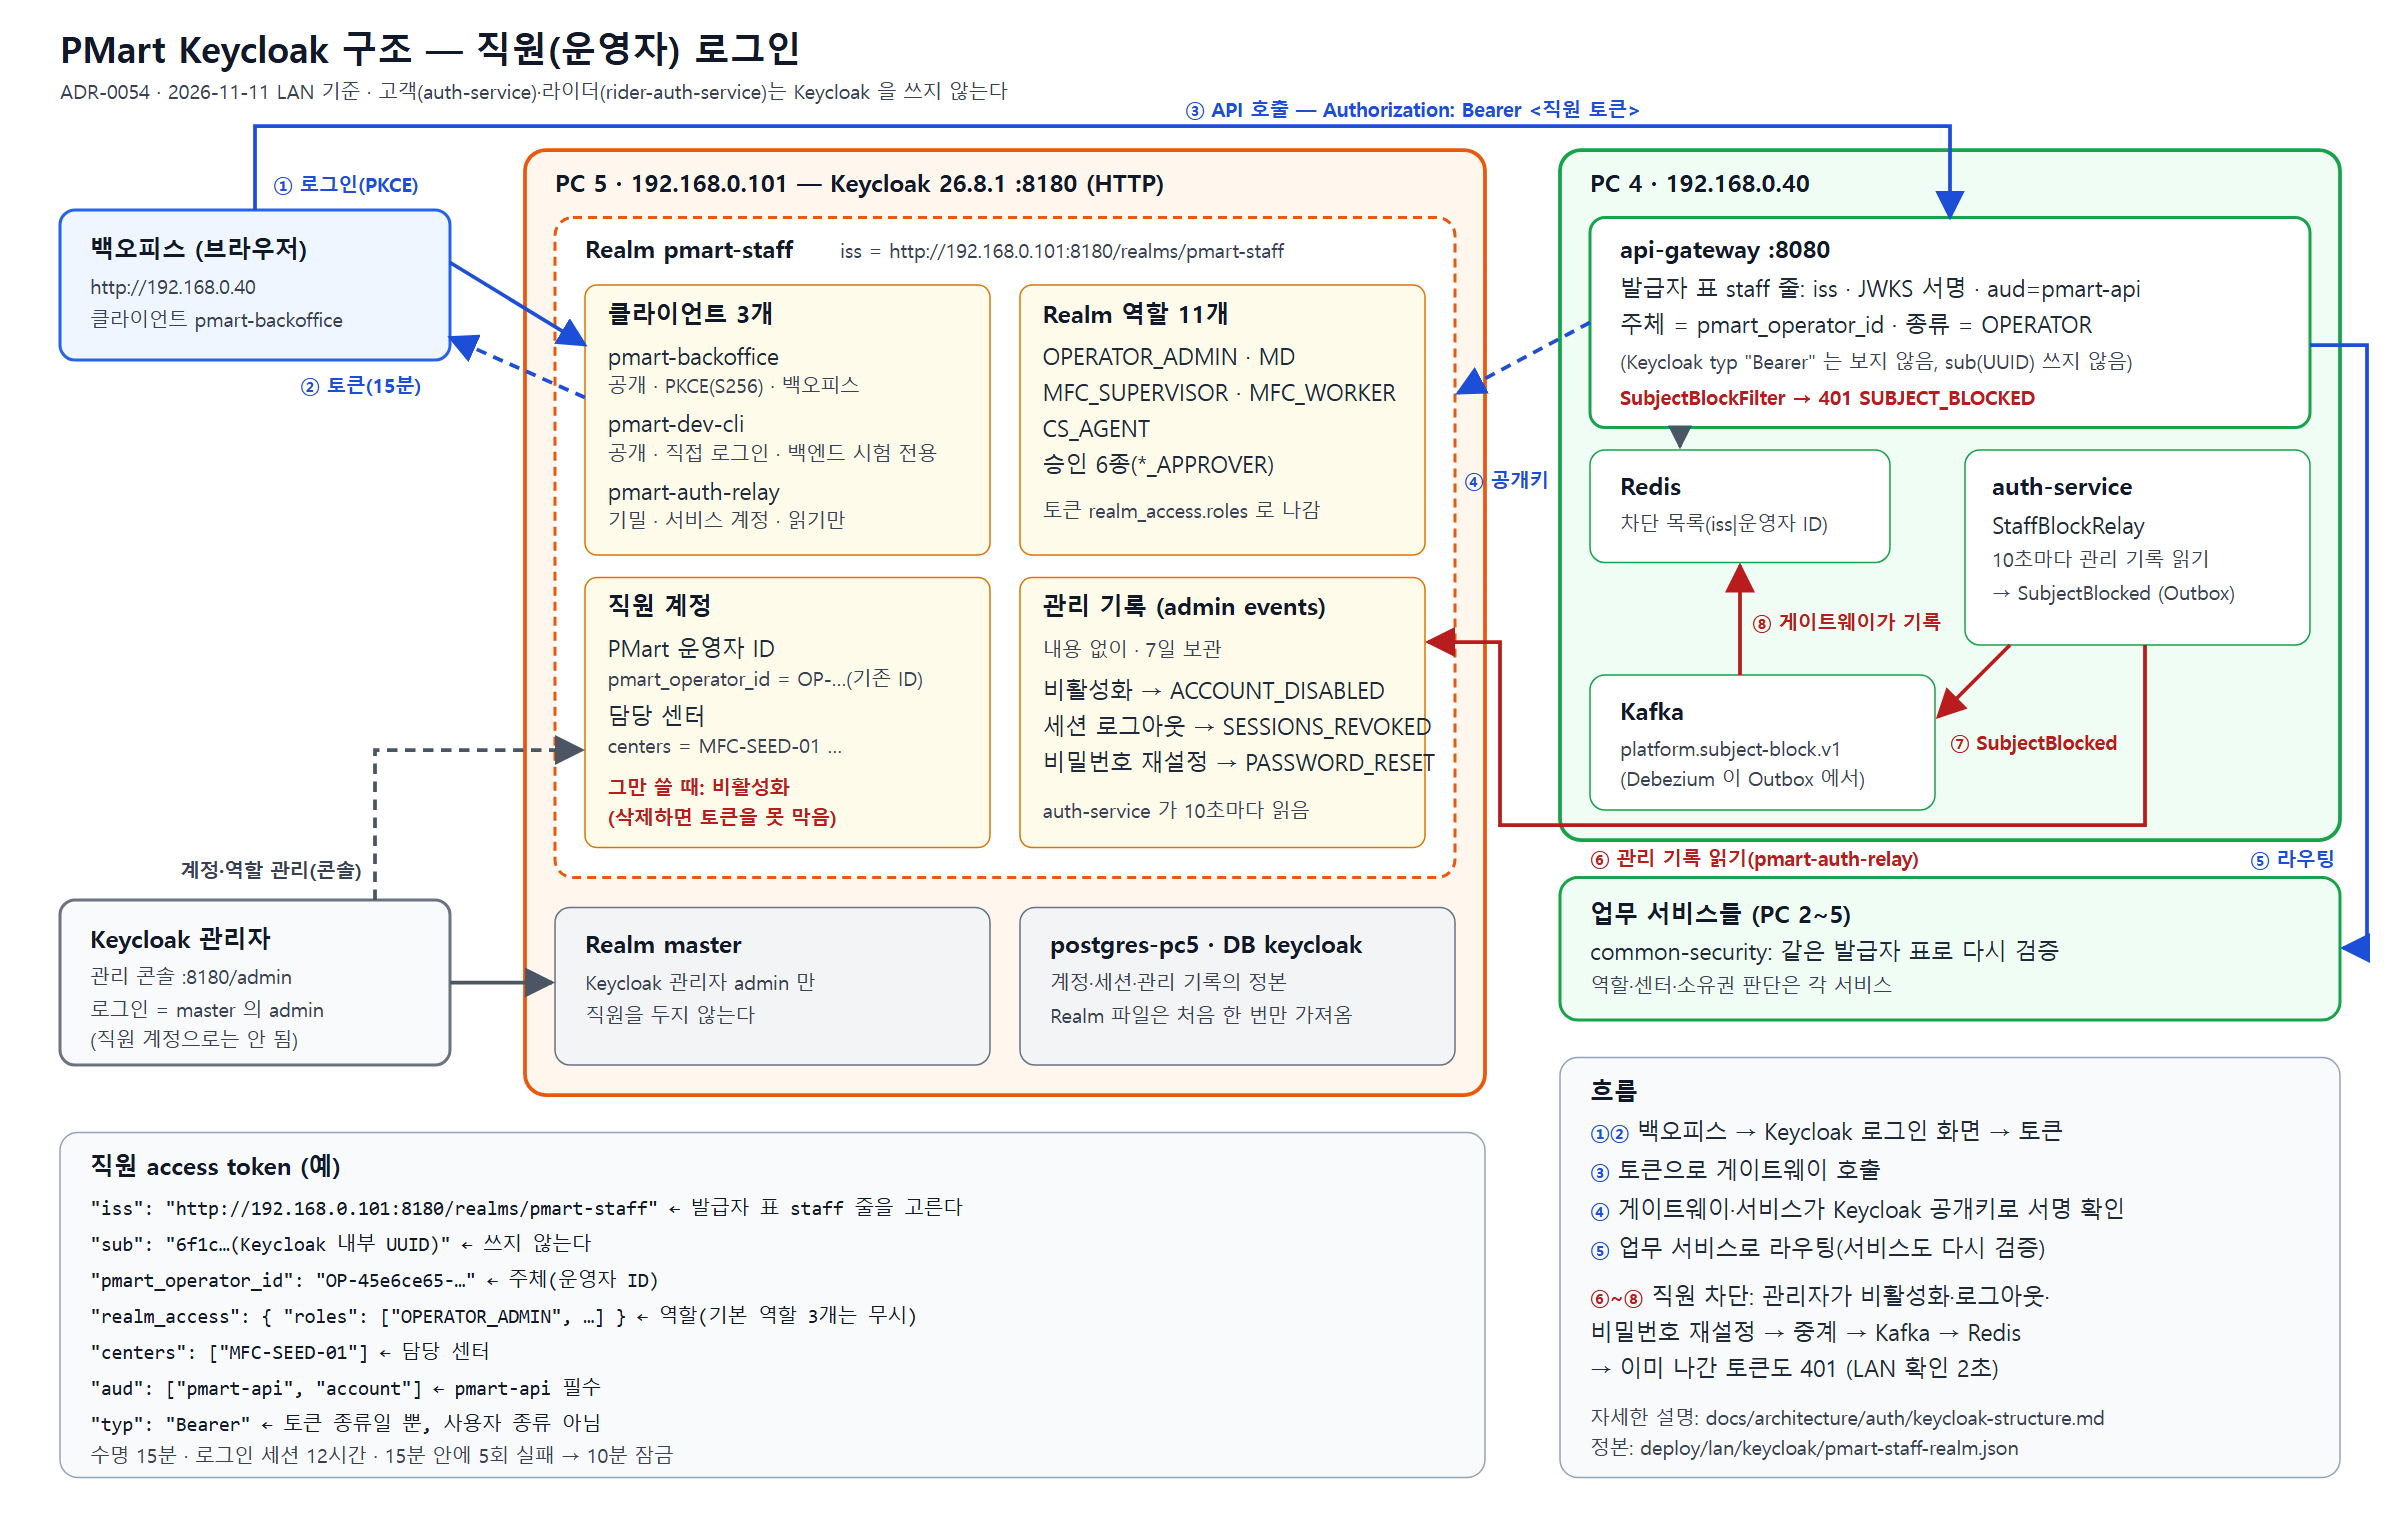 PMart Keycloak 구조 — 직원(운영자) 로그인
ADR-0054 · 2026-11-11 LAN 기준 · 고객(auth-service)·라이더(rider-auth-service)는 Keycloak 을 쓰지 않는다
③ API 호출 — Authorization: Bearer <직원 토큰>
① 로그인(PKCE)
백오피스 (브라우저)
http://192.168.0.40
클라이언트 pmart-backoffice
② 토큰(15분)
PC 5 · 192.168.0.101 — Keycloak 26.8.1 :8180 (HTTP)
Realm pmart-staff
iss = http://192.168.0.101:8180/realms/pmart-staff
클라이언트 3개
pmart-backoffice
공개 · PKCE(S256) · 백오피스
pmart-dev-cli
공개 · 직접 로그인 · 백엔드 시험 전용
pmart-auth-relay
기밀 · 서비스 계정 · 읽기만
Realm 역할 11개
OPERATOR_ADMIN · MD
MFC_SUPERVISOR · MFC_WORKER
CS_AGENT
승인 6종(*_APPROVER)
토큰 realm_access.roles 로 나감
직원 계정
PMart 운영자 ID
pmart_operator_id = OP-…(기존 ID)
담당 센터
centers = MFC-SEED-01 …
그만 쓸 때: 비활성화
(삭제하면 토큰을 못 막음)
관리 기록 (admin events)
내용 없이 · 7일 보관
비활성화 → ACCOUNT_DISABLED
세션 로그아웃 → SESSIONS_REVOKED
비밀번호 재설정 → PASSWORD_RESET
auth-service 가 10초마다 읽음
Realm master
Keycloak 관리자 admin 만
직원을 두지 않는다
postgres-pc5 · DB keycloak
계정·세션·관리 기록의 정본
Realm 파일은 처음 한 번만 가져옴
계정·역할 관리(콘솔)
Keycloak 관리자
관리 콘솔 :8180/admin
로그인 = master 의 admin
(직원 계정으로는 안 됨)
PC 4 · 192.168.0.40
api-gateway :8080
발급자 표 staff 줄: iss · JWKS 서명 · aud=pmart-api
주체 = pmart_operator_id · 종류 = OPERATOR
(Keycloak typ "Bearer" 는 보지 않음, sub(UUID) 쓰지 않음)
SubjectBlockFilter → 401 SUBJECT_BLOCKED
④ 공개키
Redis
차단 목록(iss|운영자 ID)
auth-service
StaffBlockRelay
10초마다 관리 기록 읽기
→ SubjectBlocked (Outbox)
⑧ 게이트웨이가 기록
Kafka
platform.subject-block.v1
(Debezium 이 Outbox 에서)
⑦ SubjectBlocked
⑥ 관리 기록 읽기(pmart-auth-relay)
⑤ 라우팅
업무 서비스들 (PC 2~5)
common-security: 같은 발급자 표로 다시 검증
역할·센터·소유권 판단은 각 서비스
직원 access token (예)
"iss": "http://192.168.0.101:8180/realms/pmart-staff" ← 발급자 표 staff 줄을 고른다
"sub": "6f1c…(Keycloak 내부 UUID)" ← 쓰지 않는다
"pmart_operator_id": "OP-45e6ce65-…" ← 주체(운영자 ID)
"realm_access": { "roles": ["OPERATOR_ADMIN", …] } ← 역할(기본 역할 3개는 무시)
"centers": ["MFC-SEED-01"] ← 담당 센터
"aud": ["pmart-api", "account"] ← pmart-api 필수
"typ": "Bearer" ← 토큰 종류일 뿐, 사용자 종류 아님
수명 15분 · 로그인 세션 12시간 · 15분 안에 5회 실패 → 10분 잠금
흐름
①② 백오피스 → Keycloak 로그인 화면 → 토큰
③ 토큰으로 게이트웨이 호출
④ 게이트웨이·서비스가 Keycloak 공개키로 서명 확인
⑤ 업무 서비스로 라우팅(서비스도 다시 검증)
⑥~⑧ 직원 차단: 관리자가 비활성화·로그아웃·
비밀번호 재설정 → 중계 → Kafka → Redis
→ 이미 나간 토큰도 401 (LAN 확인 2초)
자세한 설명: docs/architecture/auth/keycloak-structure.md
정본: deploy/lan/keycloak/pmart-staff-realm.json